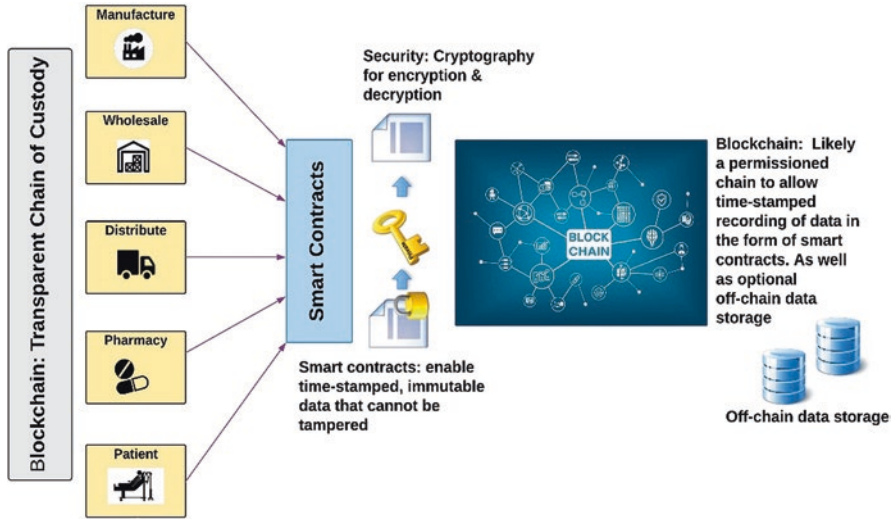 Blockchain: Transparent Chain of Custody
Manufacture
Wholesale
Distribute
Pharmacy
Patient
Smart Contracts
Security: Cryptography
for encryption &
decryption
Smart contracts: enable
time-stamped, immutable
data that cannot be
tampered
BLOCK
CHAIN
Blockchain: Likely
a permissioned
chain to allow
time-stamped
recording of data in
the form of smart
contracts. As well
as optional
off-chain data
storage
Off-chain data storage